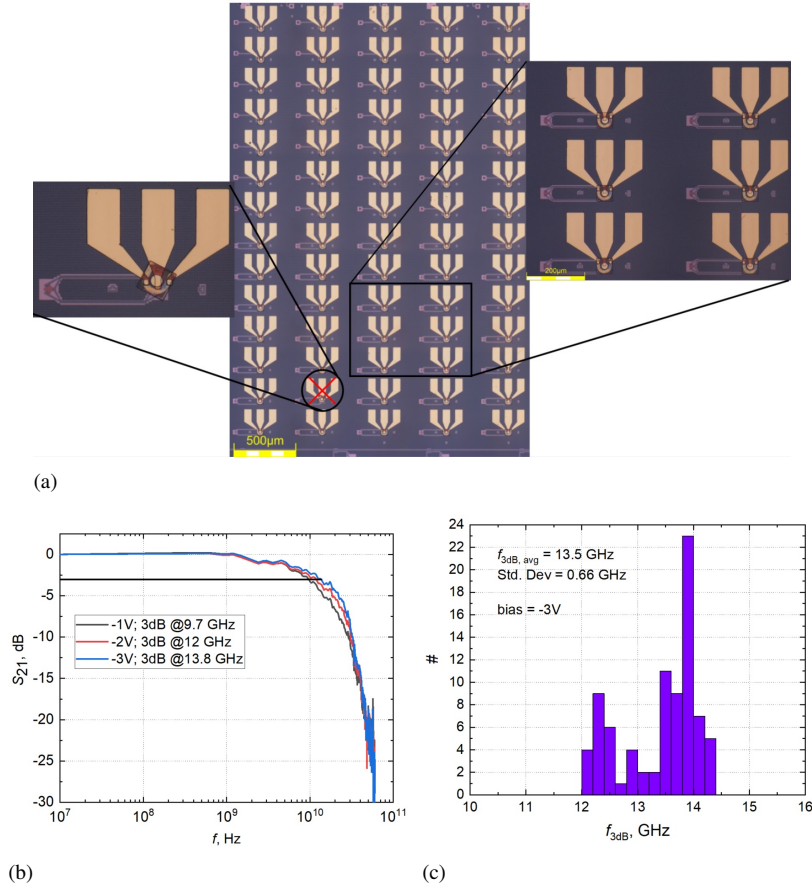 500µm
200µm
(a)
0
-5
-10
-15
-20
-25
-30
S21, dB
-1V; 3dB @9.7 GHz
-2V; 3dB @12 GHz
-3V; 3dB @13.8 GHz
10^7 10^8 10^9 10^10 10^11
f, Hz
(b)
24
22
20
18
16
14
12
10
8
6
4
2
0
#
f3dB, avg = 13.5 GHz
Std. Dev = 0.66 GHz
bias = -3V
10 11 12 13 14 15 16
f3dB, GHz
(c)